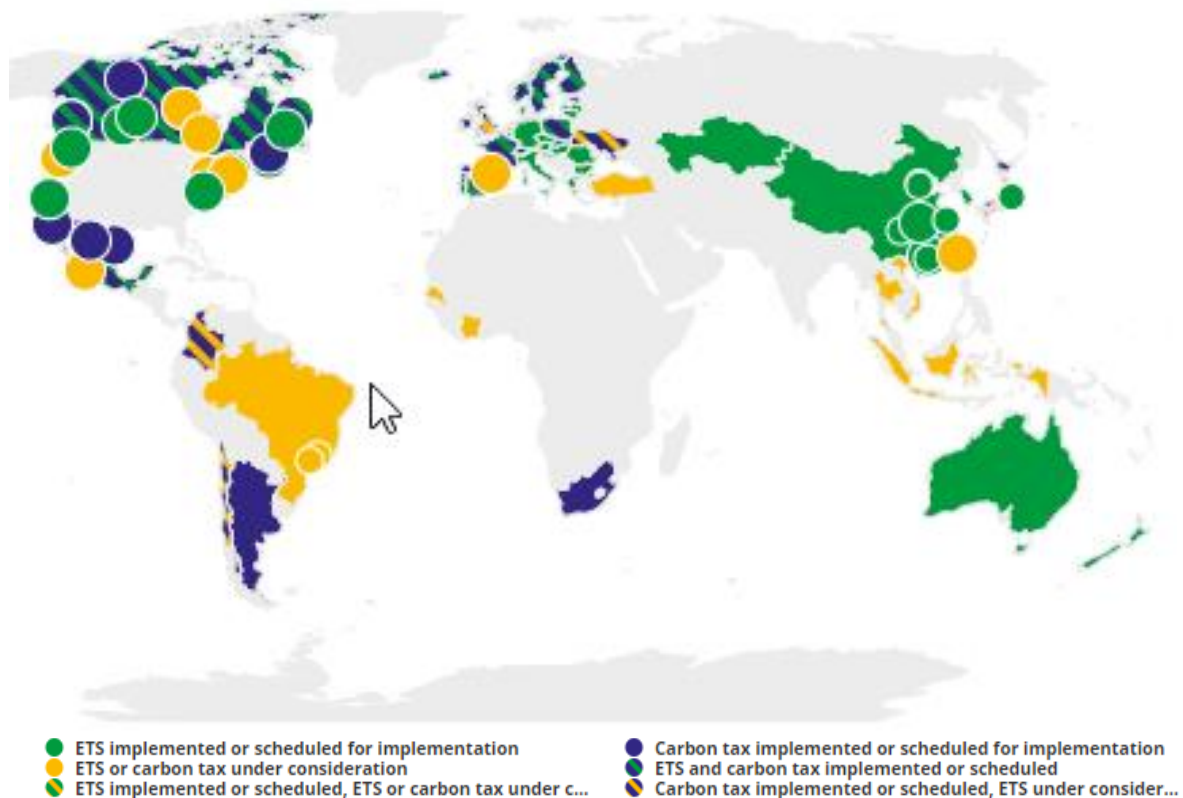 ETS implemented or scheduled for implementation
Carbon tax implemented or scheduled for implementation
ETS or carbon tax under consideration
ETS and carbon tax implemented or scheduled
ETS implemented or scheduled, ETS or carbon tax under c...
Carbon tax implemented or scheduled, ETS under consider...